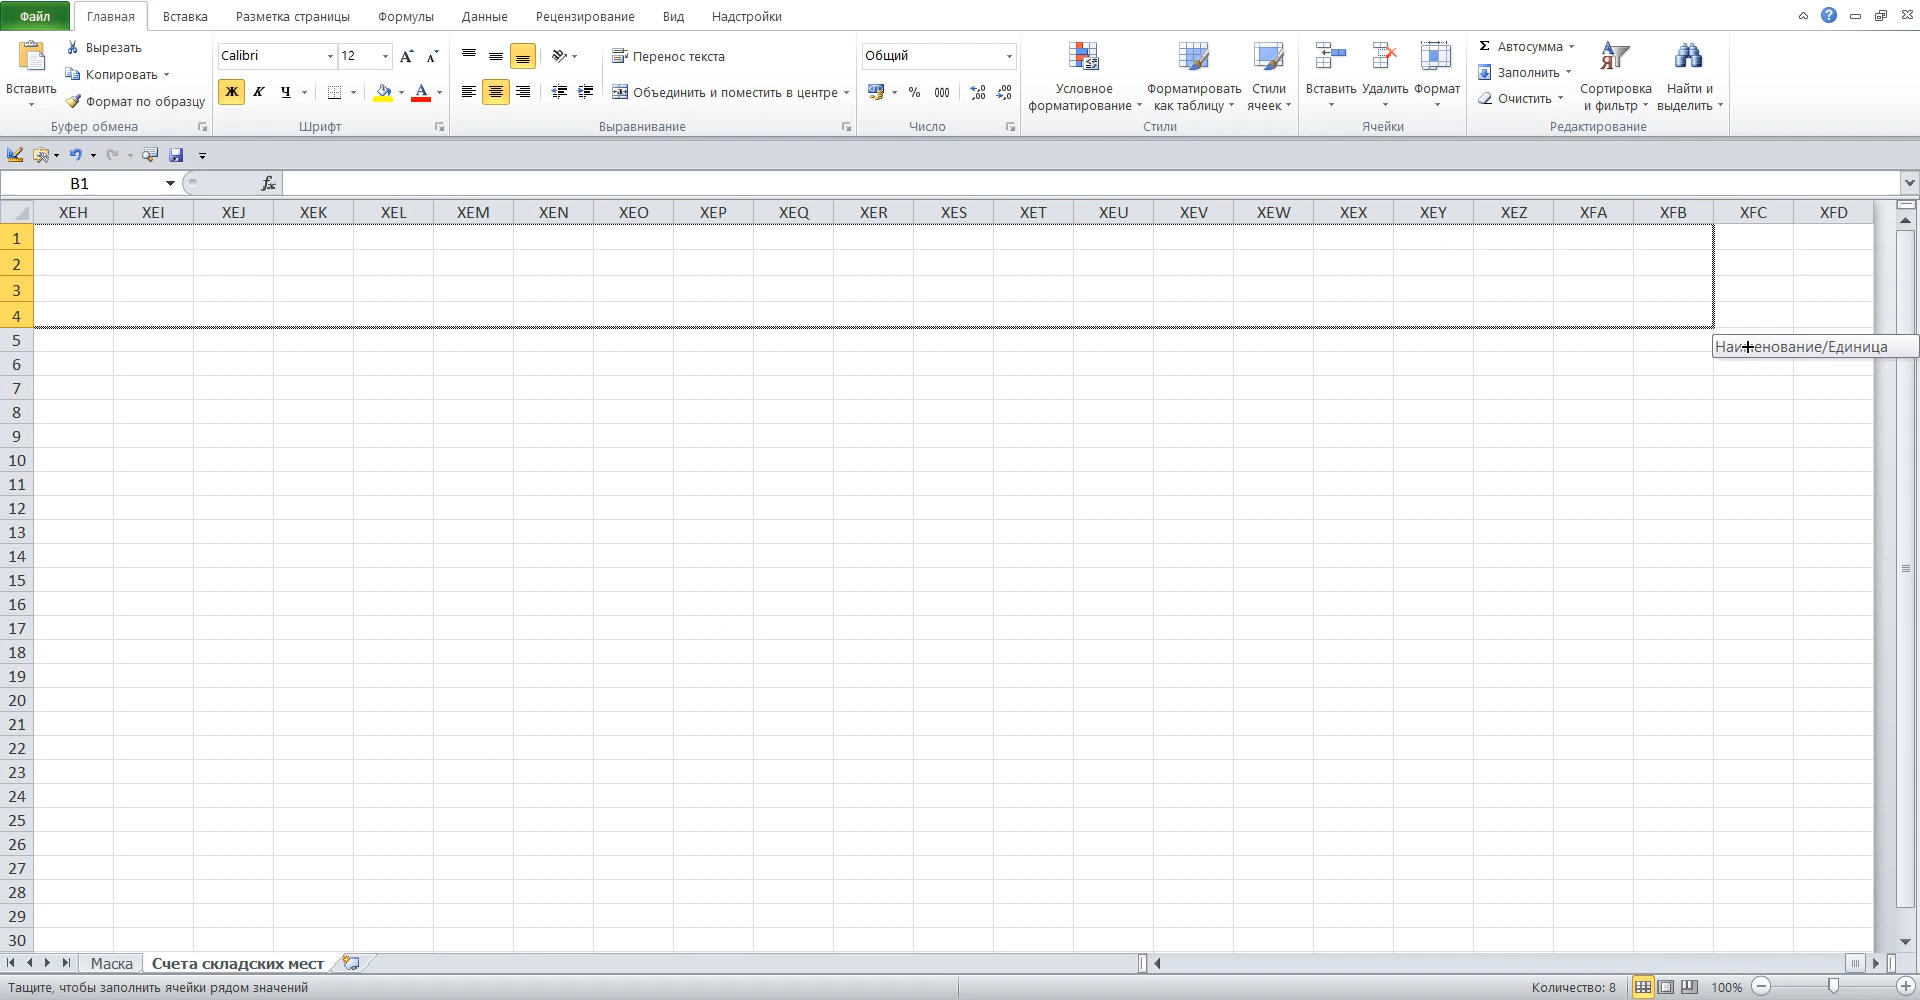 Файл Главная Вставка Разметка страницы Формулы Данные Рецензирование Вид Надстройки
Вставить
Вырезать
Копировать
Формат по образцу
Буфер обмена
Calibri 12
Ж К Ч А
Шрифт
Перенос текста
Объединить и поместить в центре
Выравнивание
Общий
% 000
Число
Условное форматирование
Форматировать как таблицу
Стили ячеек
Стили
Вставить Удалить Формат
Ячейки
Σ Автосумма
Заполнить
Очистить
Сортировка и фильтр
Найти и выделить
Редактирование
B1 fx
XEH XEI XEJ XEK XEL XEM XEN XEO XEP XEQ XER XES XET XEU XEV XEW XEX XEY XEZ XFA XFB XFC XFD
1
2
3
4
5
Наименование/Единица
6
7
8
9
10
11
12
13
14
15
16
17
18
19
20
21
22
23
24
25
26
27
28
29
30
Маска Счета складских мест
Тащите, чтобы заполнить ячейки рядом значений Количество: 8 100%